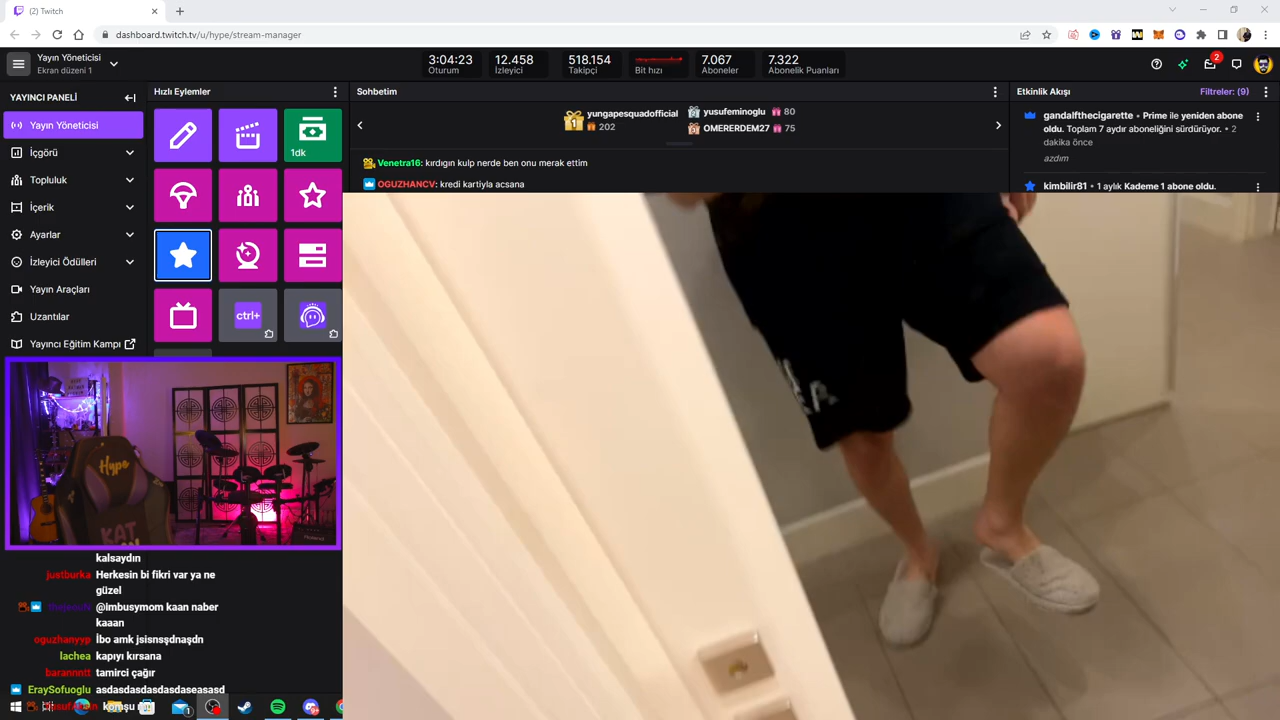 (2) Twitch
dashboard.twitch.tv/u/hype/stream-manager
Yayın Yöneticisi
Ekran düzeni 1
3:04:23
Oturum
12.458
İzleyici
518.154
Takipçi
Bit hızı
7.067
Aboneler
7.322
Abonelik Puanları
2
YAYINCI PANELİ
Yayın Yöneticisi
İçgörü
Topluluk
İçerik
Ayarlar
İzleyici Ödülleri
Yayın Araçları
Uzantılar
Yayıncı Eğitim Kampı
Hızlı Eylemler
1dk
ctrl+
Sohbetim
yungapesquadofficial
202
yusufeminoglu 80
OMERERDEM27 75
Venetra16: kırdıgın kulp nerde ben onu merak ettim
OGUZHANCV: kredi kartiyla acsana
Etkinlik Akışı
Filtreler: (9)
gandalfthecigarette • Prime ile yeniden abone
oldu. Toplam 7 aydır aboneliğini sürdürüyor. • 2
dakika önce
azdım
kimbilir81 • 1 aylık Kademe 1 abone oldu.
Hype
KAT
kalsaydın
justburka Herkesin bi fikri var ya ne
güzel
@imbusymom kaan naber
kaaan
oguzhanyyp İbo amk jsisnsşdnaşdn
lachea kapıyı kırsana
barannntt tamirci çağır
EraySofuoglu asdasdasdasdasdaseasasd
komşu